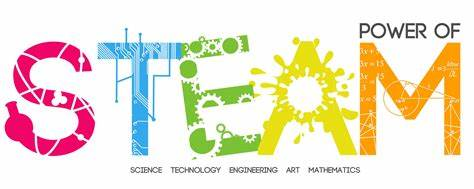 POWER OF
STEAM
SCIENCE TECHNOLOGY ENGINEERING ART MATHEMATICS